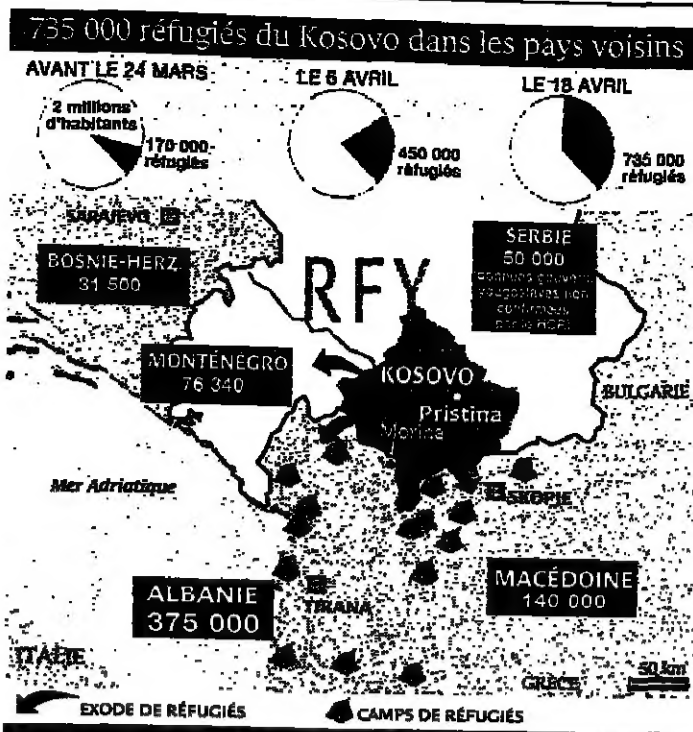 735 000 réfugiés du Kosovo dans les pays voisins
AVANT LE 24 MARS
2 millions
d'habitants
170 000
réfugiés
LE 6 AVRIL
450 000
réfugiés
LE 18 AVRIL
735 000
réfugiés
SARAJEVO
BOSNIE-HERZ.
31 500
RFY
SERBIE
50 000
non
confirmées
MONTÉNÉGRO
76 340
KOSOVO
Pristina
Morina
BULGARIE
Mer Adriatique
SKOPJE
ALBANIE
375 000
TIRANA
MACÉDOINE
140 000
ITALIE
GRÈCE
50 km
EXODE DE RÉFUGIÉS
CAMPS DE RÉFUGIÉS